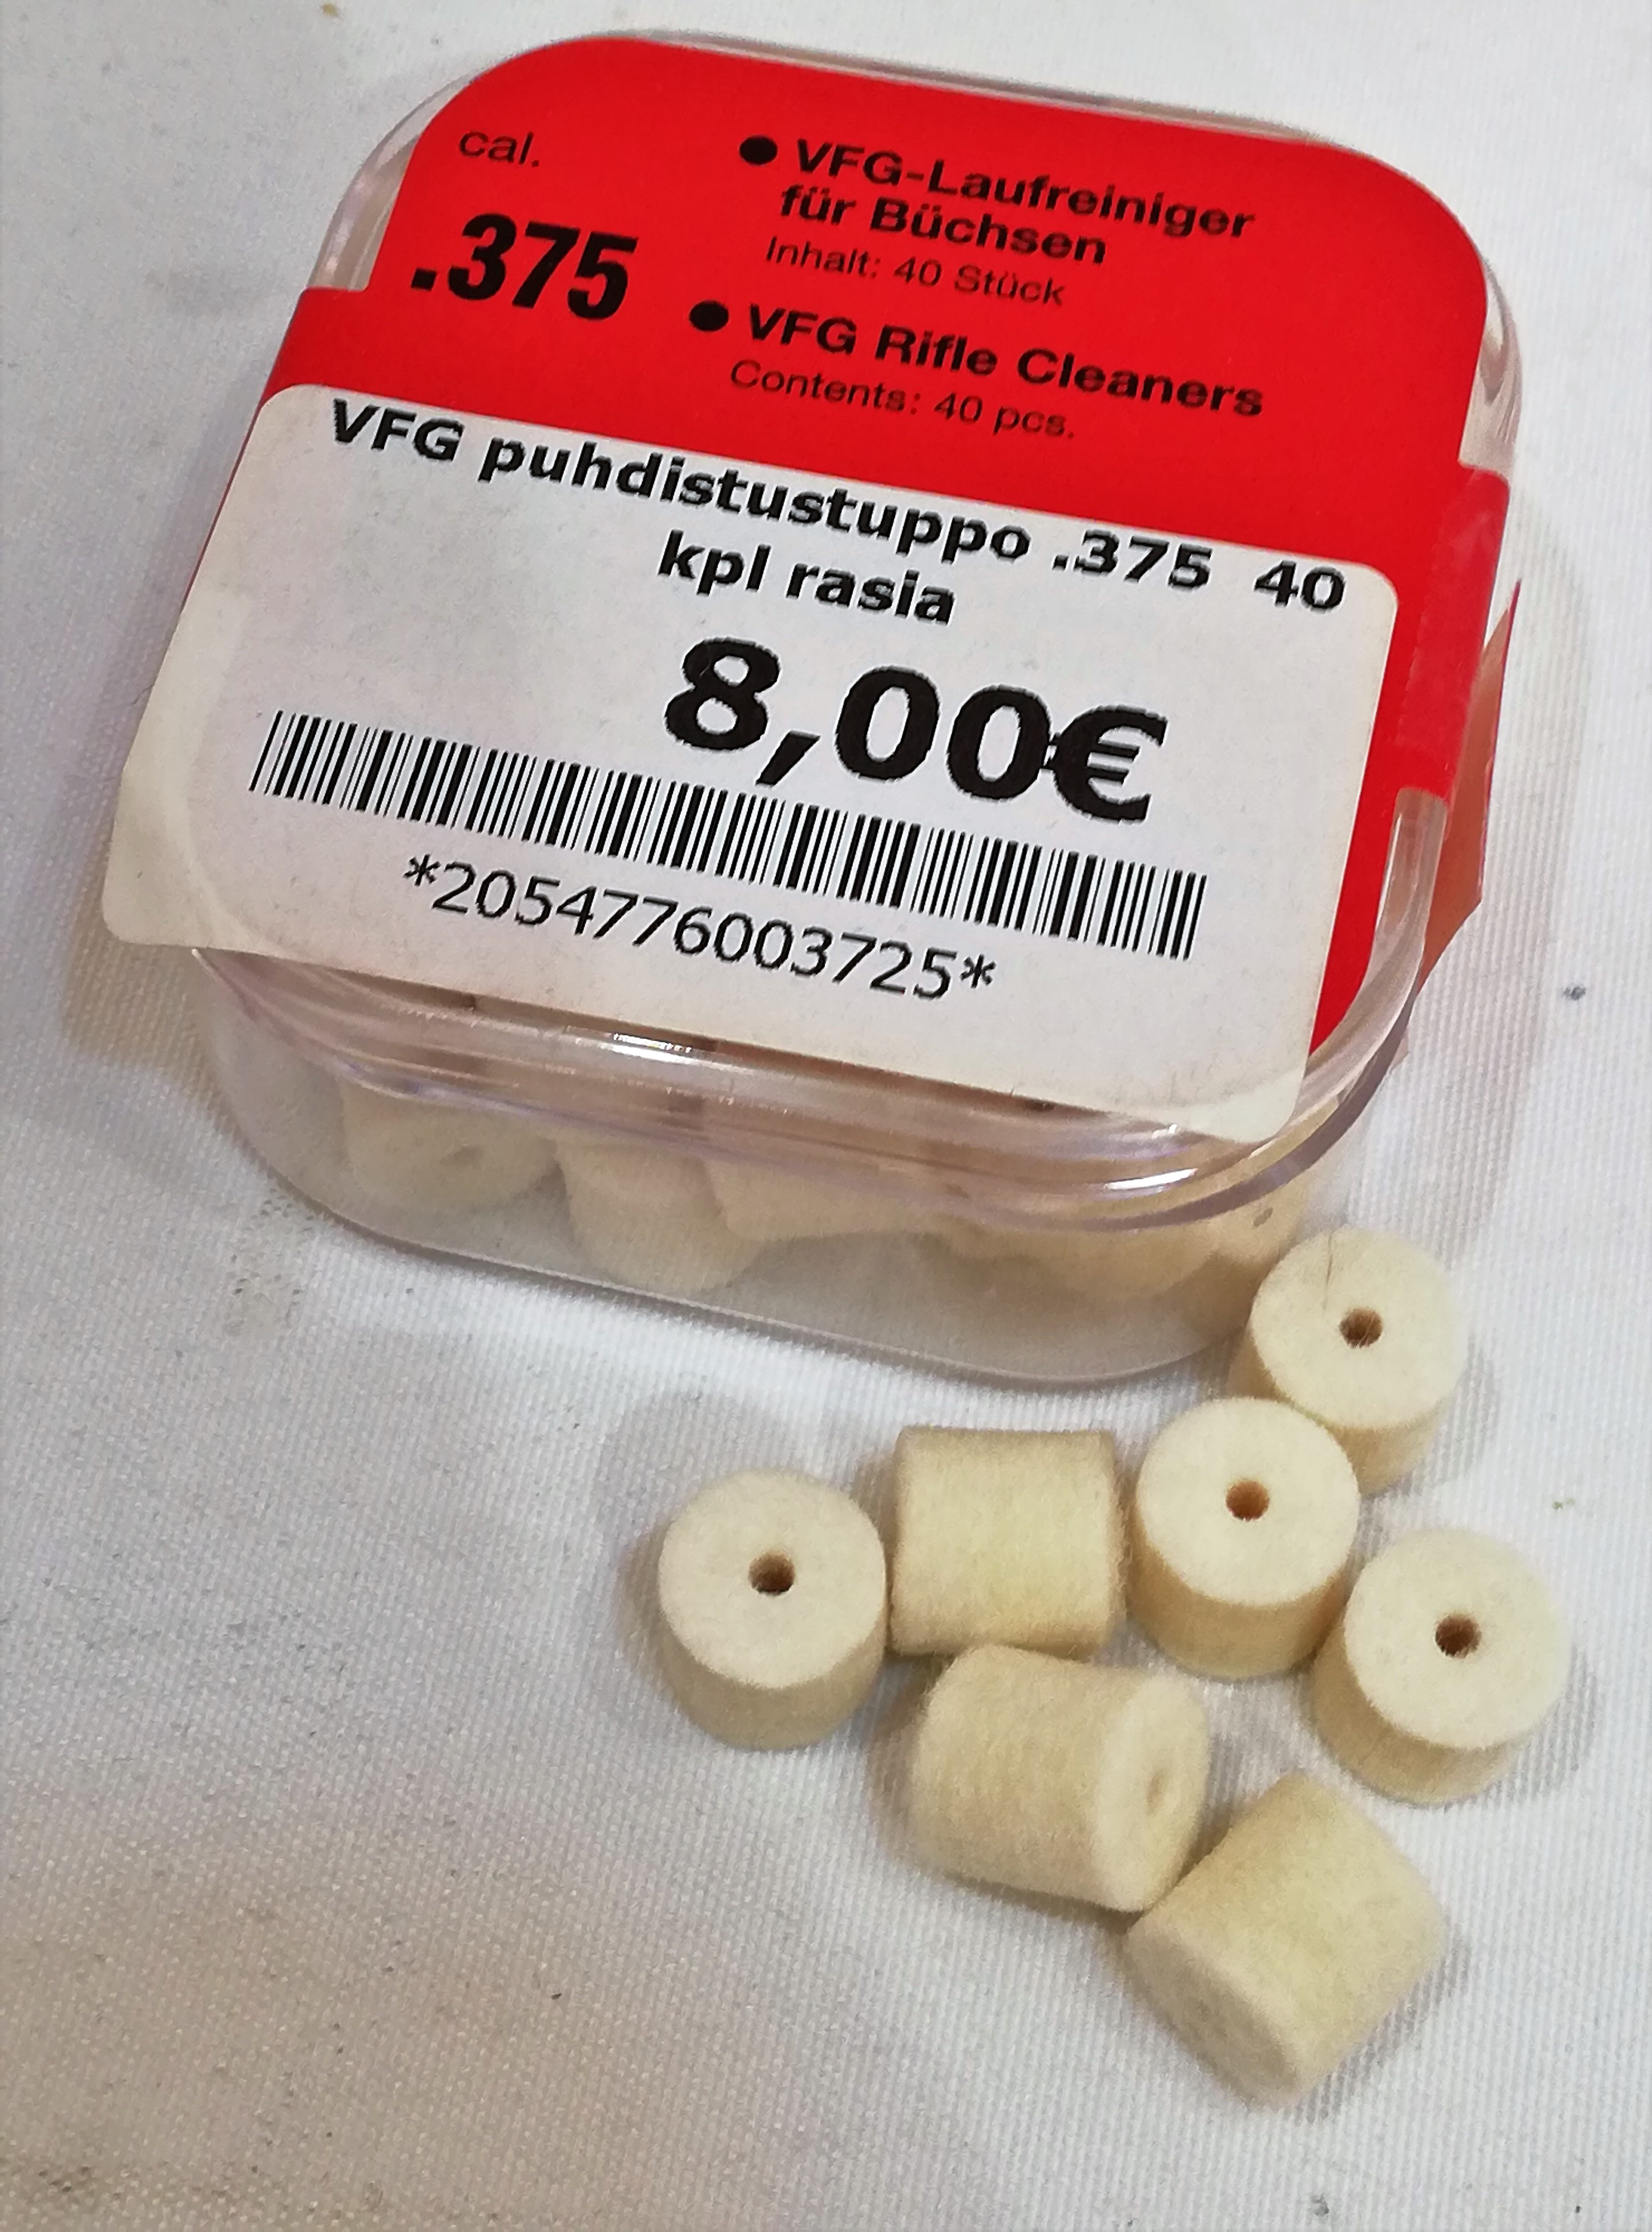 cal.
.375
● VFG-Laufreiniger
für Büchsen
Inhalt: 40 Stück
● VFG Rifle Cleaners
Contents: 40 pcs.
VFG puhdistustuppo .375 40
kpl rasia
8,00€
*2054776003725*